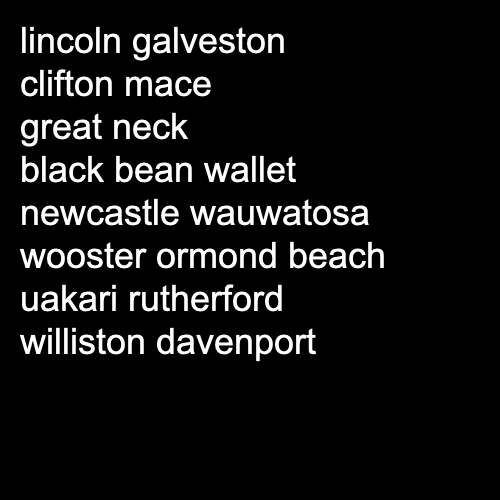 lincoln galveston
clifton mace
great neck
black bean wallet
newcastle wauwatosa
wooster ormond beach
uakari rutherford
williston davenport